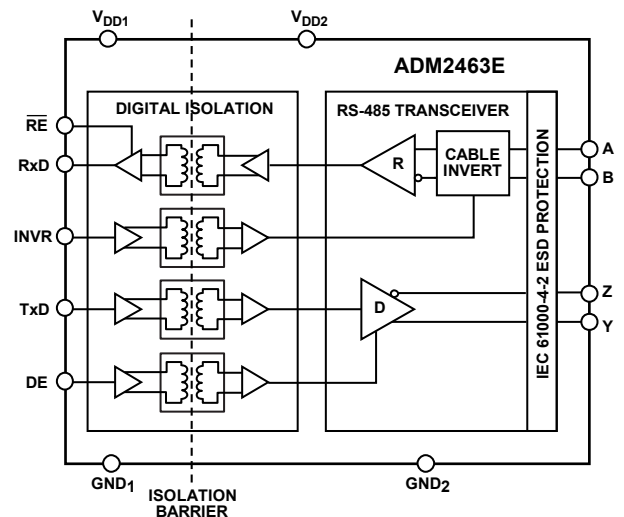 VDD1
VDD2
ADM2463E
DIGITAL ISOLATION
RS-485 TRANSCEIVER
RE
RxD
INVR
TxD
DE
R
CABLE
INVERT
D
IEC 61000-4-2 ESD PROTECTION
A
B
Z
Y
GND1
GND2
ISOLATION
BARRIER